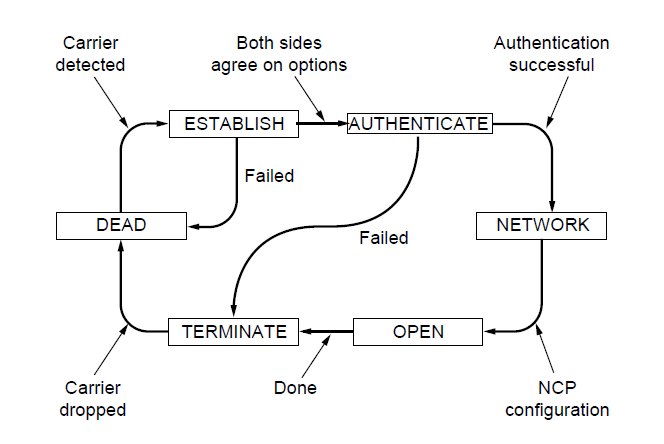 Carrier
detected
Both sides
agree on options
Authentication
successful
ESTABLISH
AUTHENTICATE
Failed
DEAD
NETWORK
Failed
TERMINATE
OPEN
Carrier
dropped
Done
NCP
configuration